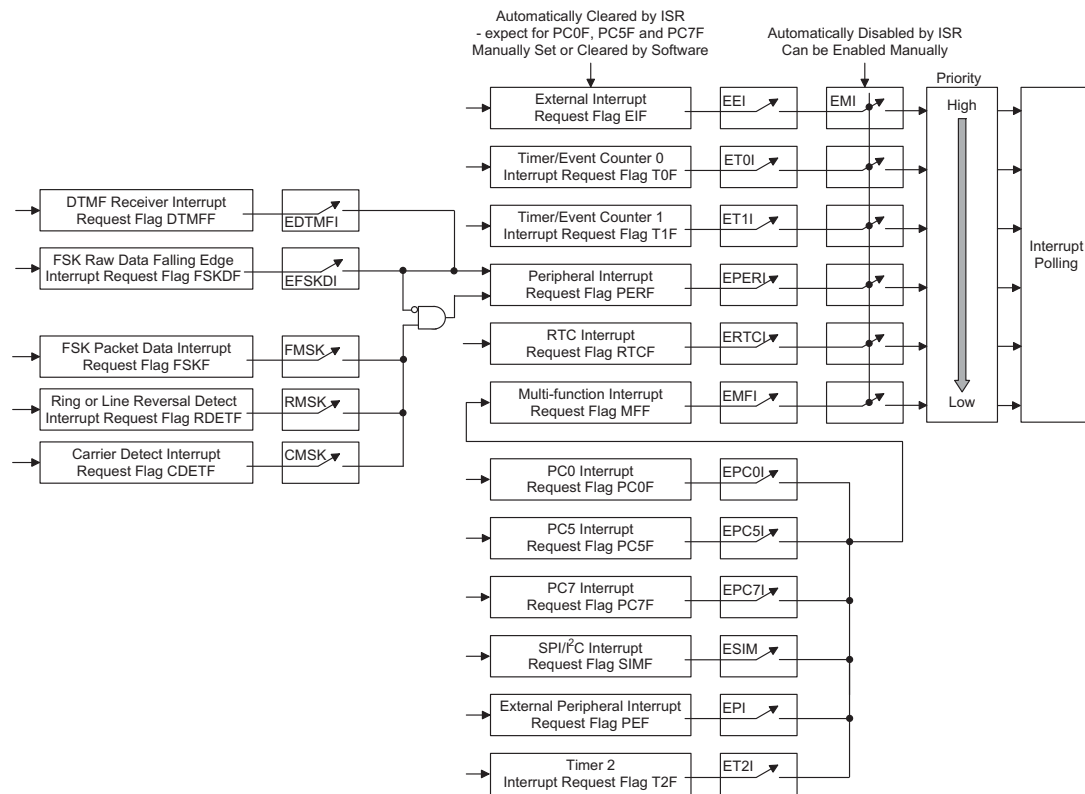 Automatically Cleared by ISR
- expect for PC0F, PC5F and PC7F
Manually Set or Cleared by Software
Automatically Disabled by ISR
Can be Enabled Manually
Priority
External Interrupt
Request Flag EIF
EEI
EMI
High
Timer/Event Counter 0
Interrupt Request Flag T0F
ET0I
DTMF Receiver Interrupt
Request Flag DTMFF
EDTMFI
Timer/Event Counter 1
Interrupt Request Flag T1F
ET1I
Interrupt
Polling
FSK Raw Data Falling Edge
Interrupt Request Flag FSKDF
EFSKDI
Peripheral Interrupt
Request Flag PERF
EPERI
FSK Packet Data Interrupt
Request Flag FSKF
FMSK
RTC Interrupt
Request Flag RTCF
ERTCI
Ring or Line Reversal Detect
Interrupt Request Flag RDETF
RMSK
Multi-function Interrupt
Request Flag MFF
EMFI
Low
Carrier Detect Interrupt
Request Flag CDETF
CMSK
PC0 Interrupt
Request Flag PC0F
EPC0I
PC5 Interrupt
Request Flag PC5F
EPC5I
PC7 Interrupt
Request Flag PC7F
EPC7I
SPI/I²C Interrupt
Request Flag SIMF
ESIM
External Peripheral Interrupt
Request Flag PEF
EPI
Timer 2
Interrupt Request Flag T2F
ET2I